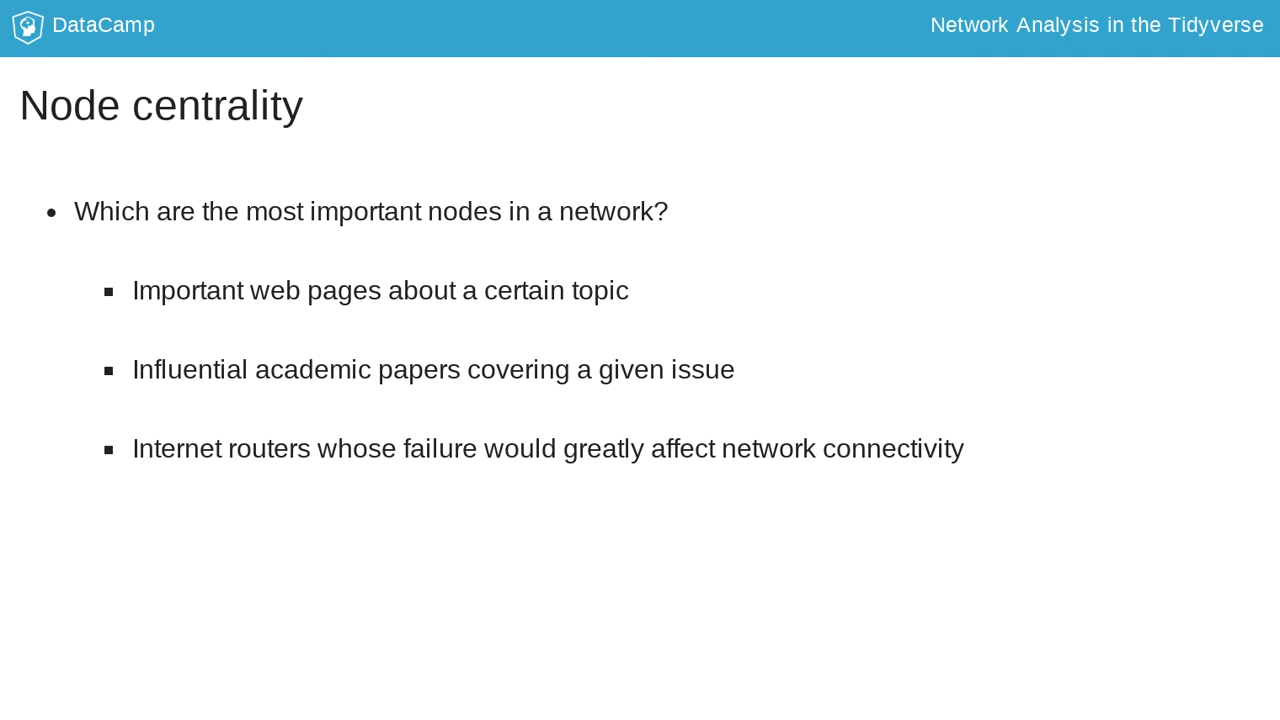 DataCamp
Network Analysis in the Tidyverse
Node centrality
• Which are the most important nodes in a network?
▪ Important web pages about a certain topic
▪ Influential academic papers covering a given issue
▪ Internet routers whose failure would greatly affect network connectivity